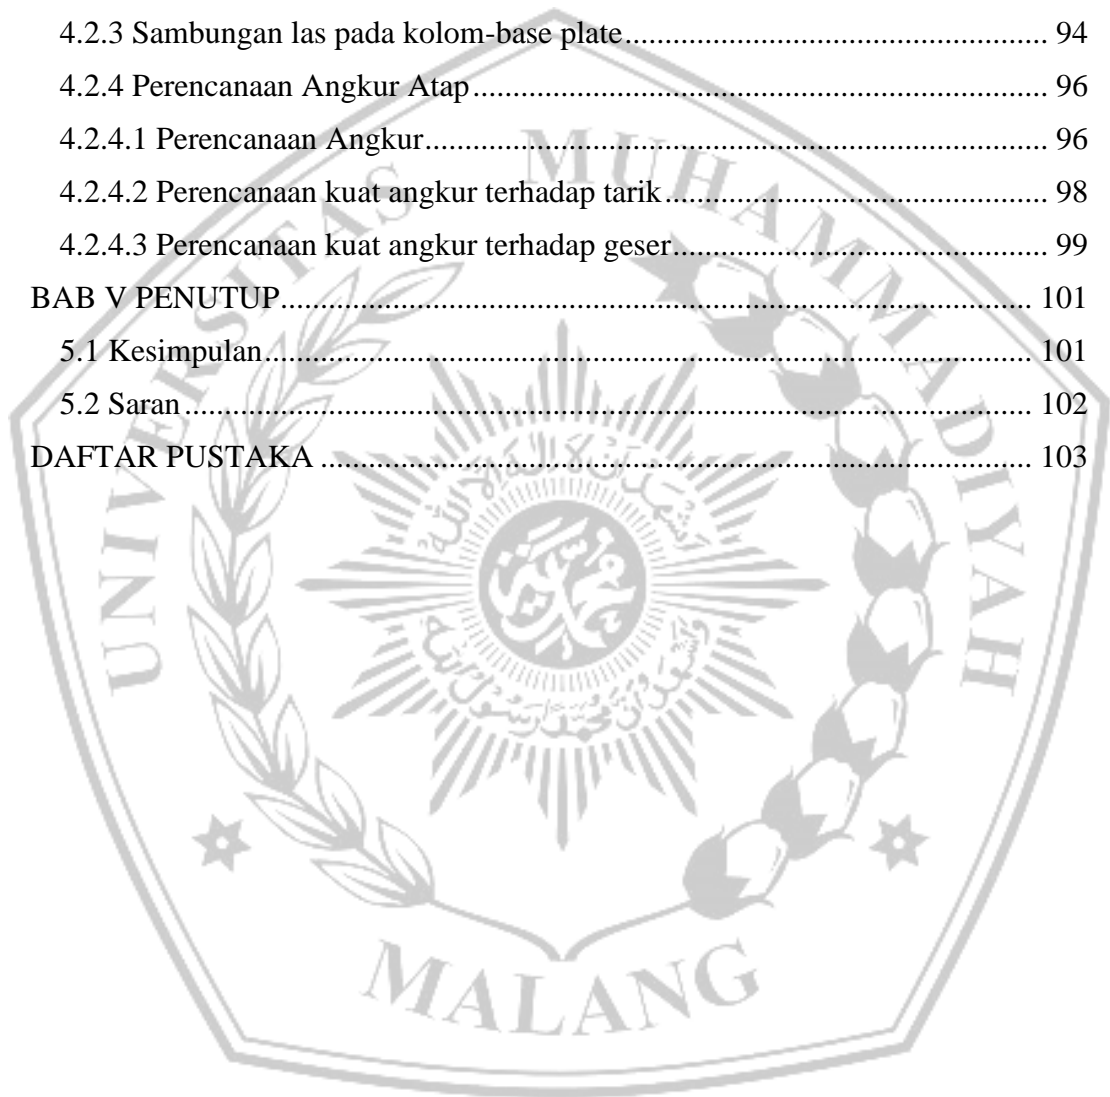 4.2.3 Sambungan las pada kolom-base plate.................................................... 94
4.2.4 Perencanaan Angkur Atap....................................................................... 96
4.2.4.1 Perencanaan Angkur............................................................................. 96
4.2.4.2 Perencanaan kuat angkur terhadap tarik............................................... 98
4.2.4.3 Perencanaan kuat angkur terhadap geser.............................................. 99
BAB V PENUTUP............................................................................................. 101
5.1 Kesimpulan................................................................................................ 101
5.2 Saran.......................................................................................................... 102
DAFTAR PUSTAKA ........................................................................................ 103
UNIVERSITAS MUHAMMADIYAH
MALANG